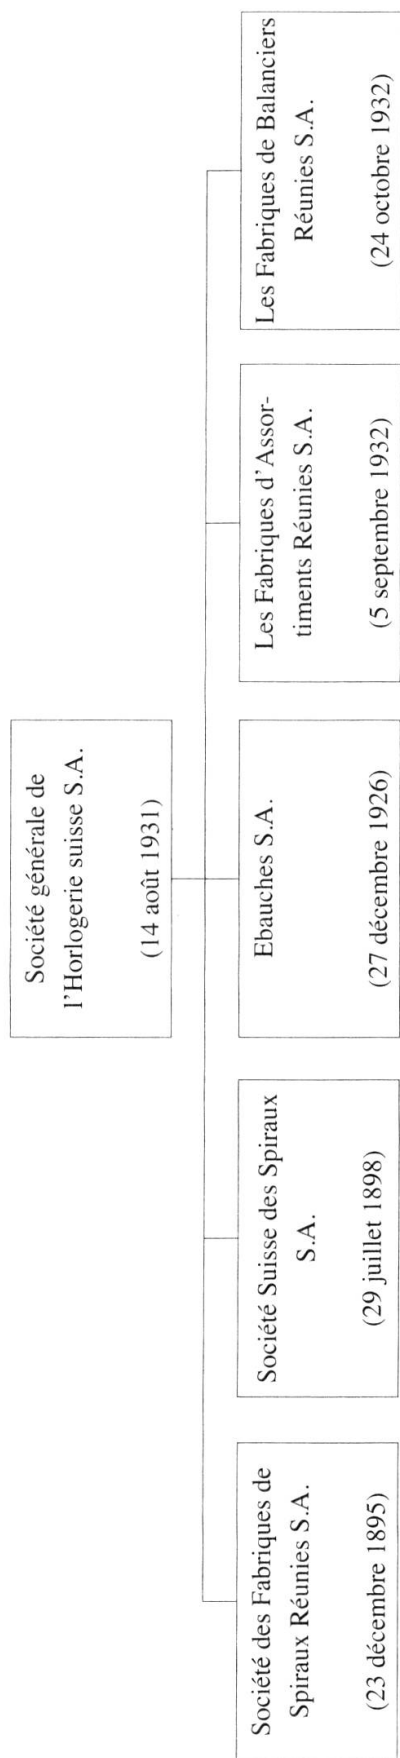 Société générale de
l'Horlogerie suisse S.A.
(14 août 1931)
Société des Fabriques de
Spiraux Réunies S.A.
(23 décembre 1895)
Société Suisse des Spiraux
S.A.
(29 juillet 1898)
Ebauches S.A.
(27 décembre 1926)
Les Fabriques d'Assor-
timents Réunies S.A.
(5 septembre 1932)
Les Fabriques de Balanciers
Réunies S.A.
(24 octobre 1932)